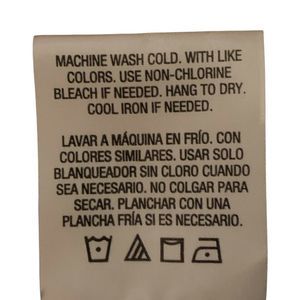 MACHINE WASH COLD. WITH LIKE
COLORS. USE NON-CHLORINE
BLEACH IF NEEDED. HANG TO DRY.
COOL IRON IF NEEDED.
LAVAR A MÁQUINA EN FRÍO. CON
COLORES SIMILARES. USAR SOLO
BLANQUEADOR SIN CLORO CUANDO
SEA NECESARIO. NO COLGAR PARA
SECAR. PLANCHAR CON UNA
PLANCHA FRÍA SI ES NECESARIO.